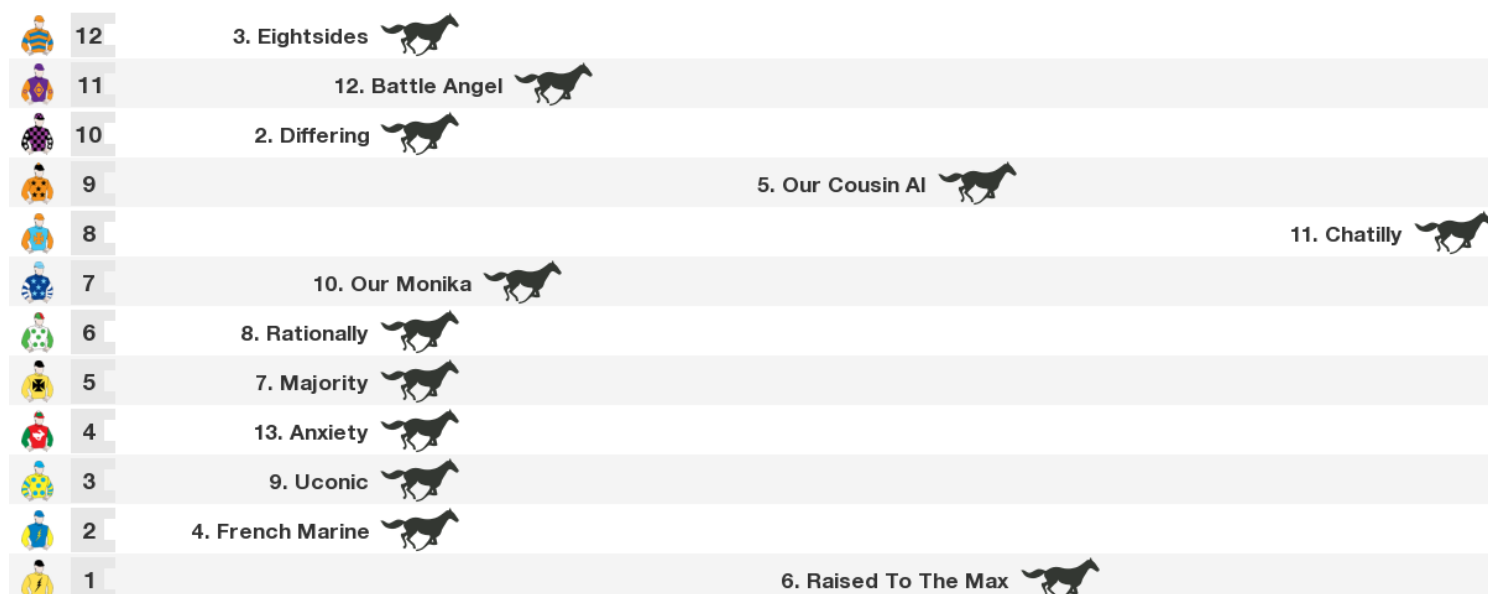 12 3. Eightsides
11 12. Battle Angel
10 2. Differing
9 5. Our Cousin Al
8 11. Chatilly
7 10. Our Monika
6 8. Rationally
5 7. Majority
4 13. Anxiety
3 9. Uconic
2 4. French Marine
1 6. Raised To The Max